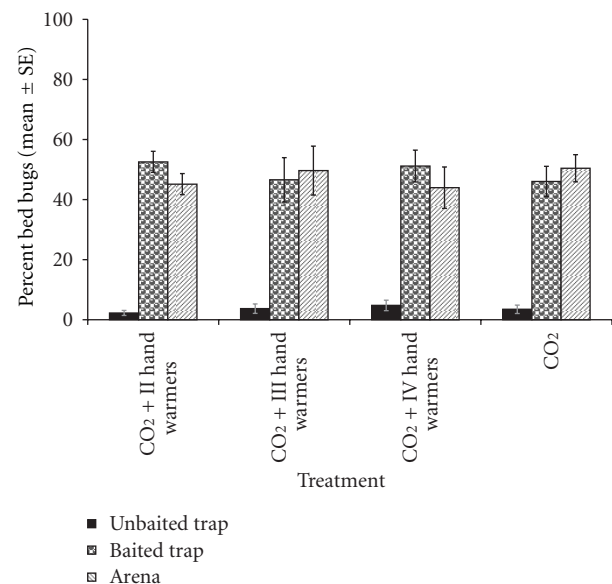 100
80
60
40
20
0
Percent bed bugs (mean ± SE)
CO2 + II hand
warmers
CO2 + III hand
warmers
CO2 + IV hand
warmers
CO2
Treatment
Unbaited trap
Baited trap
Arena